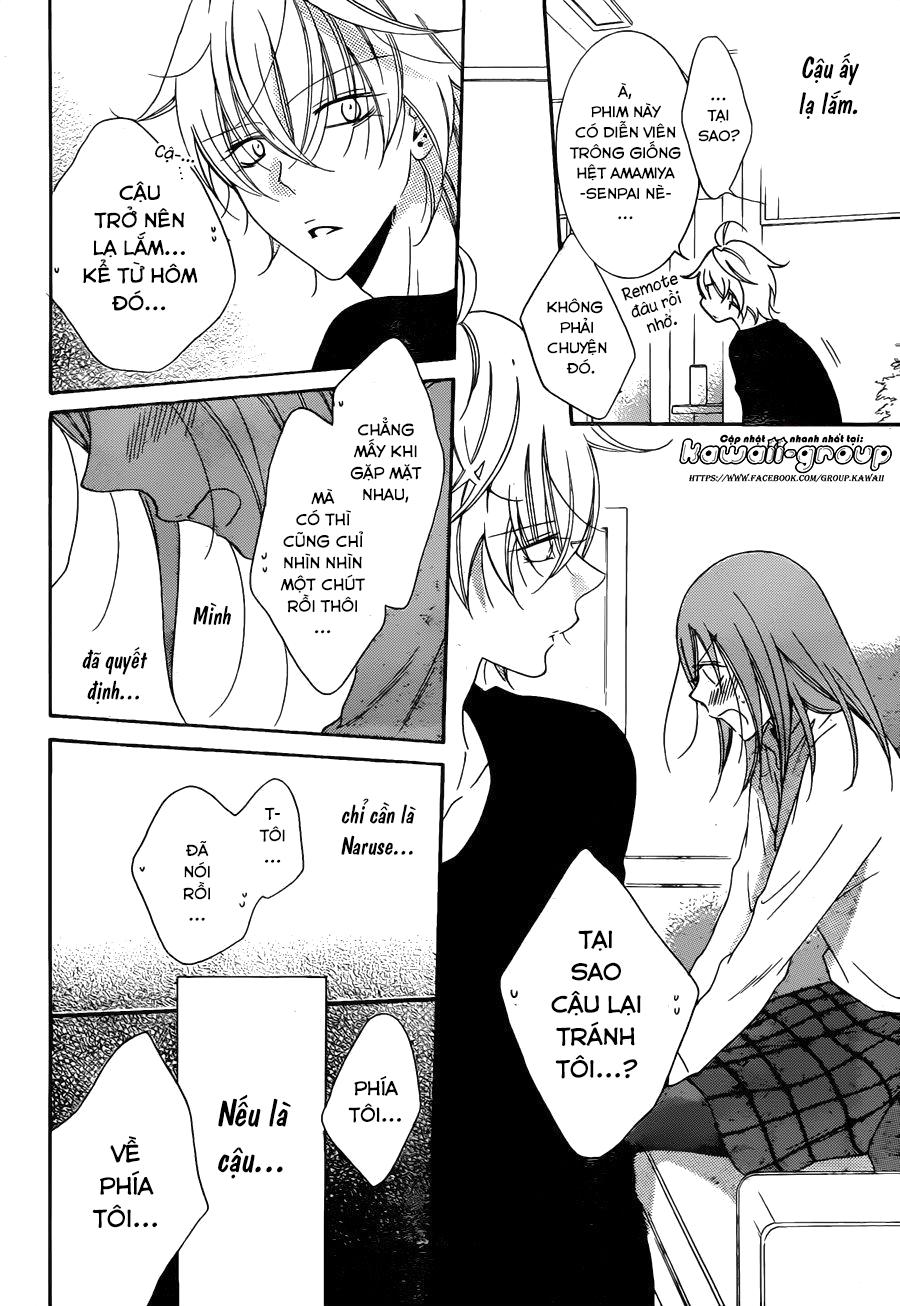 Cậu ấy
lạ lắm.
...
TẠI
SAO?
À,
PHIM NÀY
CÓ DIỄN VIÊN
TRÔNG GIỐNG
HỆT AMAMIYA
-SENPAI NÈ-
...
Remote
đâu rồi
nhở.
KHÔNG
PHẢI
CHUYỆN
ĐÓ.
Cậ-...
CẬU
TRỞ NÊN
LẠ LẮM...
KỂ TỪ HÔM
ĐÓ...
Cập nhật nhanh nhất tại:
kawaii-group
HTTPS://WWW.FACEBOOK.COM/GROUP.KAWAII
CHẲNG
MẤY KHI
GẶP MẶT
NHAU,
MÀ
CÓ THÌ
CŨNG CHỈ
NHÌN NHÌN
MỘT CHÚT
RỒI THÔI
...
Mình
đã quyết
định...
TẠI
SAO
CẬU LẠI
TRÁNH
TÔI...?
chỉ cần là
Naruse...
T-
TÔI
...
ĐÃ
NÓI
RỒI
...
PHÍA
TÔI...
Nếu là
cậu...
VỀ
PHÍA
TÔI...